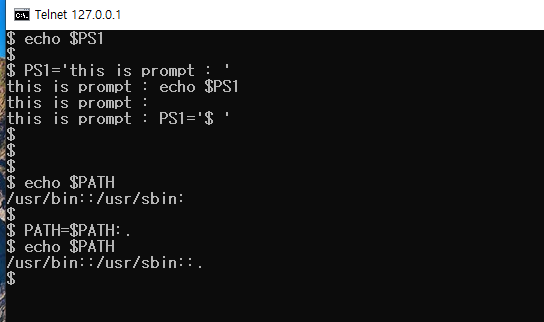 Telnet 127.0.0.1
$ echo $PS1
$
$ PS1='this is prompt : '
this is prompt : echo $PS1
this is prompt :
this is prompt : PS1='$ '
$
$
$
$ echo $PATH
/usr/bin::/usr/sbin:
$
$ PATH=$PATH:.
$ echo $PATH
/usr/bin::/usr/sbin::.
$